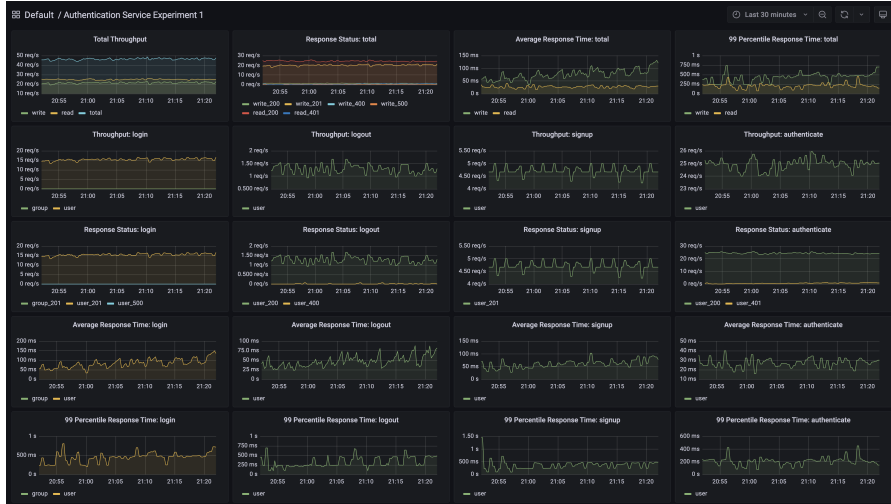 Default / Authentication Service Experiment 1
Last 30 minutes
Total Throughput
50 req/s
40 req/s
30 req/s
20 req/s
10 req/s
20:55 21:00 21:05 21:10 21:15 21:20
write read total
Response Status: total
50 req/s
40 req/s
30 req/s
20 req/s
10 req/s
0 req/s
20:55 21:00 21:05 21:10 21:15 21:20
write_200 write_201 write_400 write_500
read_200 read_401
Average Response Time: total
150 ms
100 ms
50 ms
0 s
20:55 21:00 21:05 21:10 21:15 21:20
write read
99 Percentile Response Time: total
1 s
750 ms
500 ms
250 ms
0 s
20:55 21:00 21:05 21:10 21:15 21:20
write read
Throughput: login
20 req/s
15 req/s
10 req/s
5 req/s
0 req/s
20:55 21:00 21:05 21:10 21:15 21:20
group user
Throughput: logout
2 req/s
1.50 req/s
1 req/s
0.500 req/s
20:55 21:00 21:05 21:10 21:15 21:20
user
Throughput: signup
5.50 req/s
5 req/s
4.50 req/s
4 req/s
20:55 21:00 21:05 21:10 21:15 21:20
user
Throughput: authenticate
26 req/s
25 req/s
24 req/s
23 req/s
20:55 21:00 21:05 21:10 21:15 21:20
user
Response Status: login
20 req/s
15 req/s
10 req/s
5 req/s
0 req/s
20:55 21:00 21:05 21:10 21:15 21:20
group_201 user_201 user_500
Response Status: logout
2 req/s
1.50 req/s
1 req/s
0.500 req/s
0 req/s
20:55 21:00 21:05 21:10 21:15 21:20
user_200 user_400
Response Status: signup
5.50 req/s
5 req/s
4.50 req/s
4 req/s
20:55 21:00 21:05 21:10 21:15 21:20
user_201
Response Status: authenticate
30 req/s
20 req/s
10 req/s
0 req/s
20:55 21:00 21:05 21:10 21:15 21:20
user_200 user_401
Average Response Time: login
200 ms
150 ms
100 ms
50 ms
0 s
20:55 21:00 21:05 21:10 21:15 21:20
group user
Average Response Time: logout
100 ms
75.0 ms
50 ms
25.0 ms
0 s
20:55 21:00 21:05 21:10 21:15 21:20
user
Average Response Time: signup
150 ms
100 ms
50 ms
0 s
20:55 21:00 21:05 21:10 21:15 21:20
user
Average Response Time: authenticate
50 ms
40 ms
30 ms
20 ms
10 ms
20:55 21:00 21:05 21:10 21:15 21:20
user
99 Percentile Response Time: login
1 s
500 ms
0 s
20:55 21:00 21:05 21:10 21:15 21:20
group user
99 Percentile Response Time: logout
1 s
750 ms
500 ms
250 ms
0 s
20:55 21:00 21:05 21:10 21:15 21:20
user
99 Percentile Response Time: signup
1.50 s
1 s
500 ms
0 s
20:55 21:00 21:05 21:10 21:15 21:20
user
99 Percentile Response Time: authenticate
600 ms
400 ms
200 ms
0 s
20:55 21:00 21:05 21:10 21:15 21:20
user